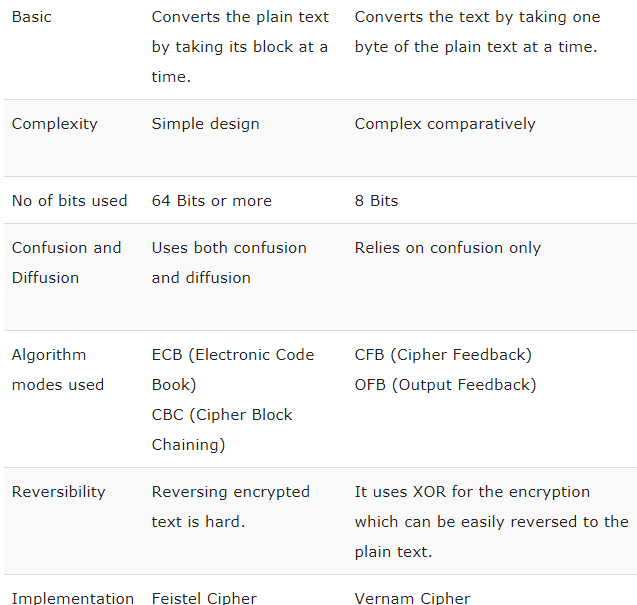 Basic
Converts the plain text
by taking its block at a
time.
Converts the text by taking one
byte of the plain text at a time.
Complexity
Simple design
Complex comparatively
No of bits used
64 Bits or more
8 Bits
Confusion and
Diffusion
Uses both confusion
and diffusion
Relies on confusion only
Algorithm
modes used
ECB (Electronic Code
Book)
CBC (Cipher Block
Chaining)
CFB (Cipher Feedback)
OFB (Output Feedback)
Reversibility
Reversing encrypted
text is hard.
It uses XOR for the encryption
which can be easily reversed to the
plain text.
Implementation
Feistel Cipher
Vernam Cipher